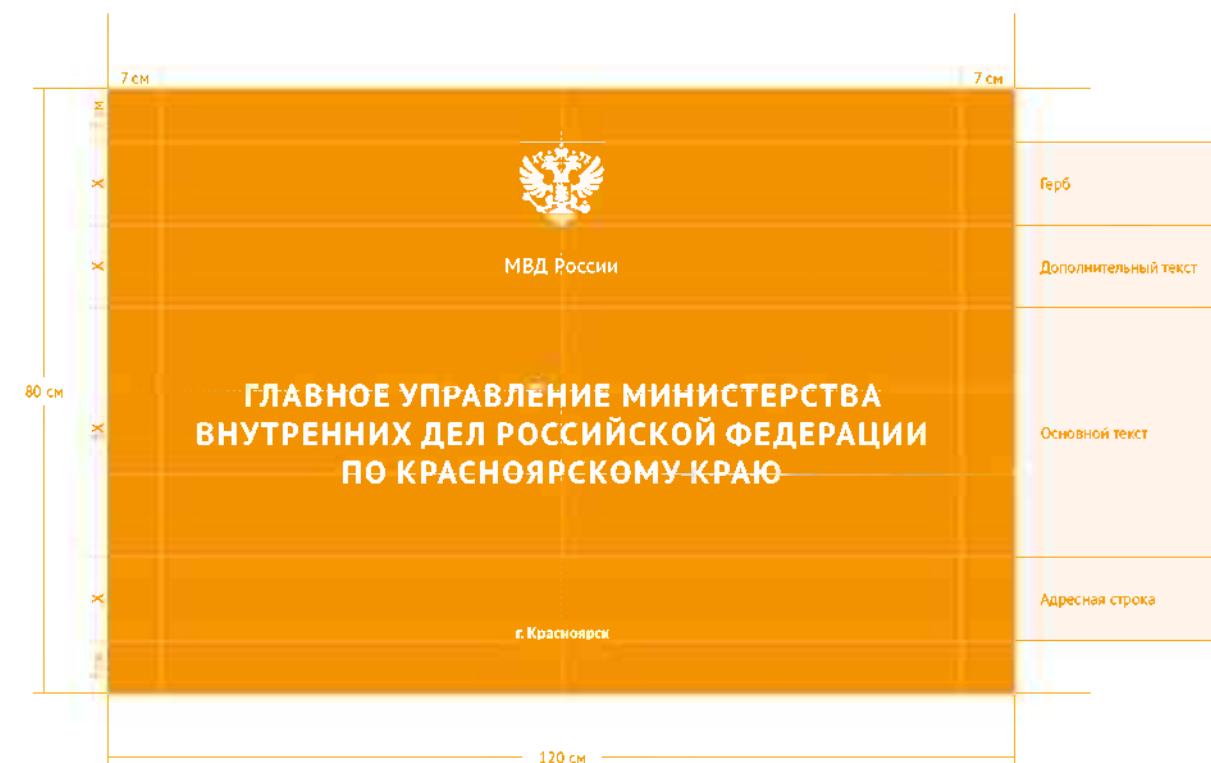 7 см
7 см
Х
Герб
Х
МВД России
Дополнительный текст
80 см
ГЛАВНОЕ УПРАВЛЕНИЕ МИНИСТЕРСТВА
ВНУТРЕННИХ ДЕЛ РОССИЙСКОЙ ФЕДЕРАЦИИ
ПО КРАСНОЯРСКОМУ КРАЮ
Х
Основной текст
Х
Адресная строка
г. Красноярск
120 см